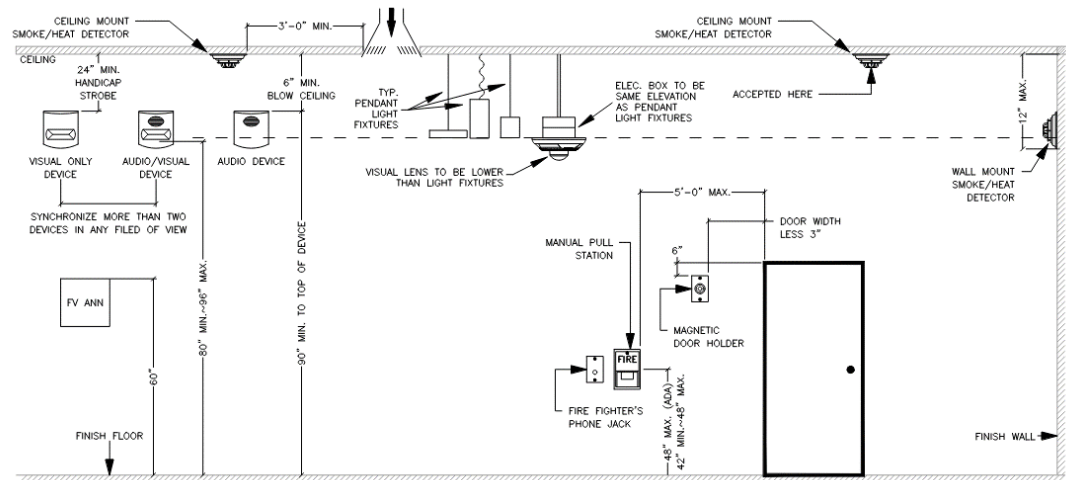 CEILING MOUNT
SMOKE/HEAT DETECTOR
3'-0" MIN.
CEILING MOUNT
SMOKE/HEAT DETECTOR
CEILING
24" MIN.
HANDICAP
STROBE
6" MIN.
BLOW CEILING
TYP.
PENDANT
LIGHT
FIXTURES
ELEC. BOX TO BE
SAME ELEVATION
AS PENDANT
LIGHT FIXTURES
ACCEPTED HERE
12" MAX.
VISUAL ONLY
DEVICE
AUDIO/VISUAL
DEVICE
AUDIO DEVICE
VISUAL LENS TO BE LOWER
THAN LIGHT FIXTURES
WALL MOUNT
SMOKE/HEAT
DETECTOR
SYNCHRONIZE MORE THAN TWO
DEVICES IN ANY FILED OF VIEW
5'-0" MAX.
DOOR WIDTH
LESS 3"
MANUAL PULL
STATION
6"
FV ANN
80" MIN.~96" MAX.
90" MIN. TO TOP OF DEVICE
MAGNETIC
DOOR HOLDER
FIRE
60"
FIRE FIGHTER'S
PHONE JACK
48" MAX. (ADA)
42" MIN.~48" MAX.
FINISH FLOOR
FINISH WALL